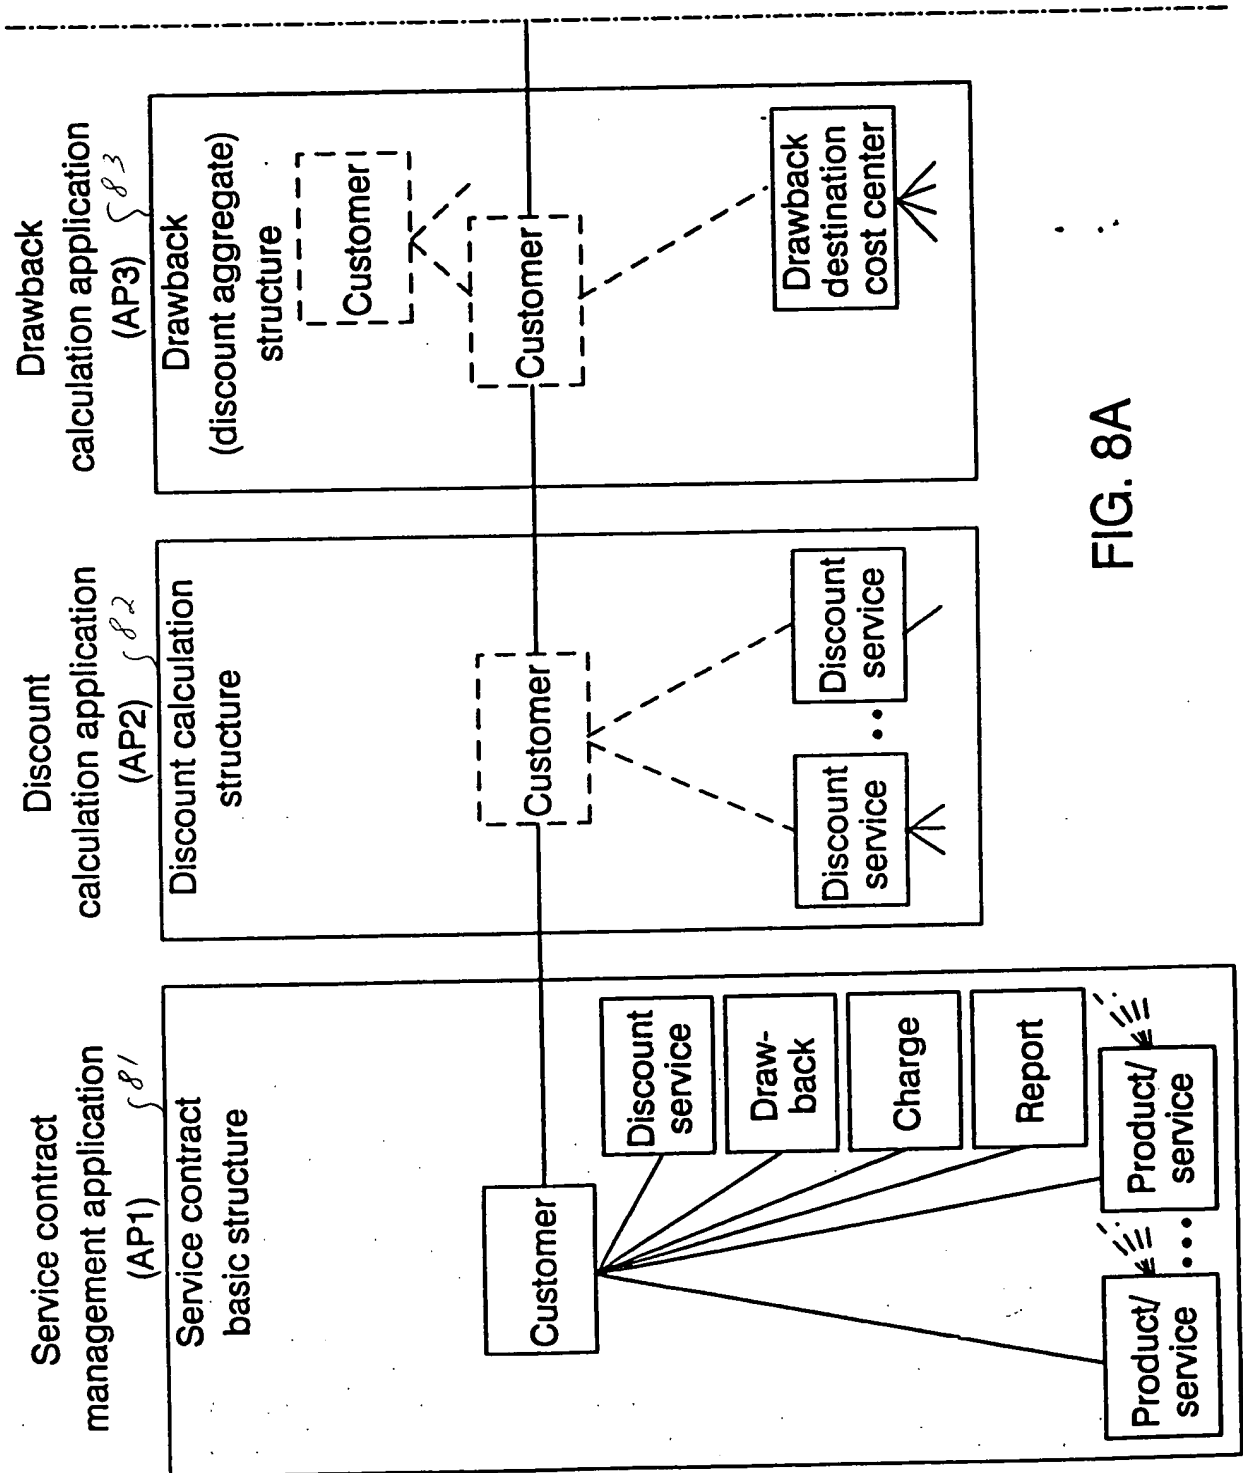 Service contract
management application
(AP1)
81
Service contract
basic structure
Customer
Discount
service
Draw-
back
Charge
Report
Product/
service
Product/
service
Discount
calculation application
(AP2)
82
Discount calculation
structure
Customer
Discount
service
Discount
service
Drawback
calculation application
(AP3)
83
Drawback
(discount aggregate)
structure
Customer
Customer
Drawback
destination
cost center
FIG. 8A